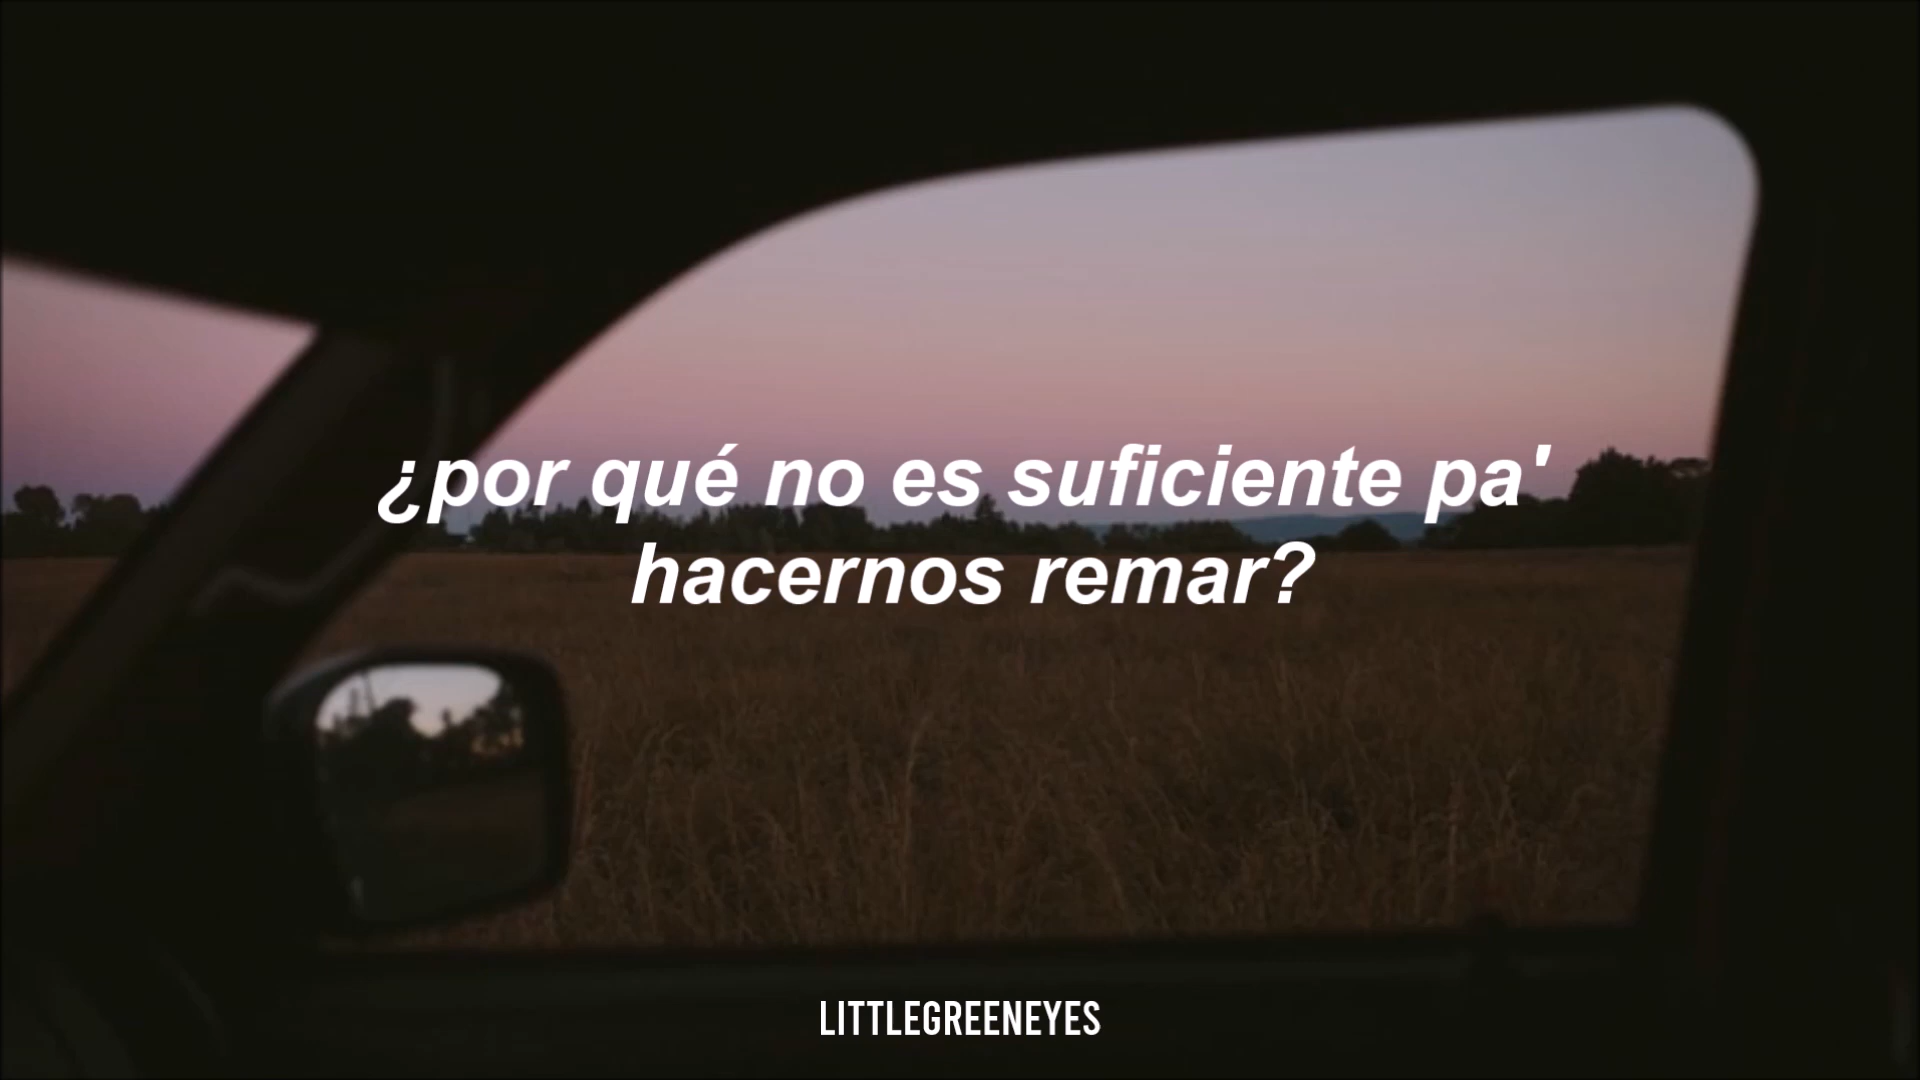 ¿por qué no es suficiente pa'
hacernos remar?
LITTLEGREENEYES